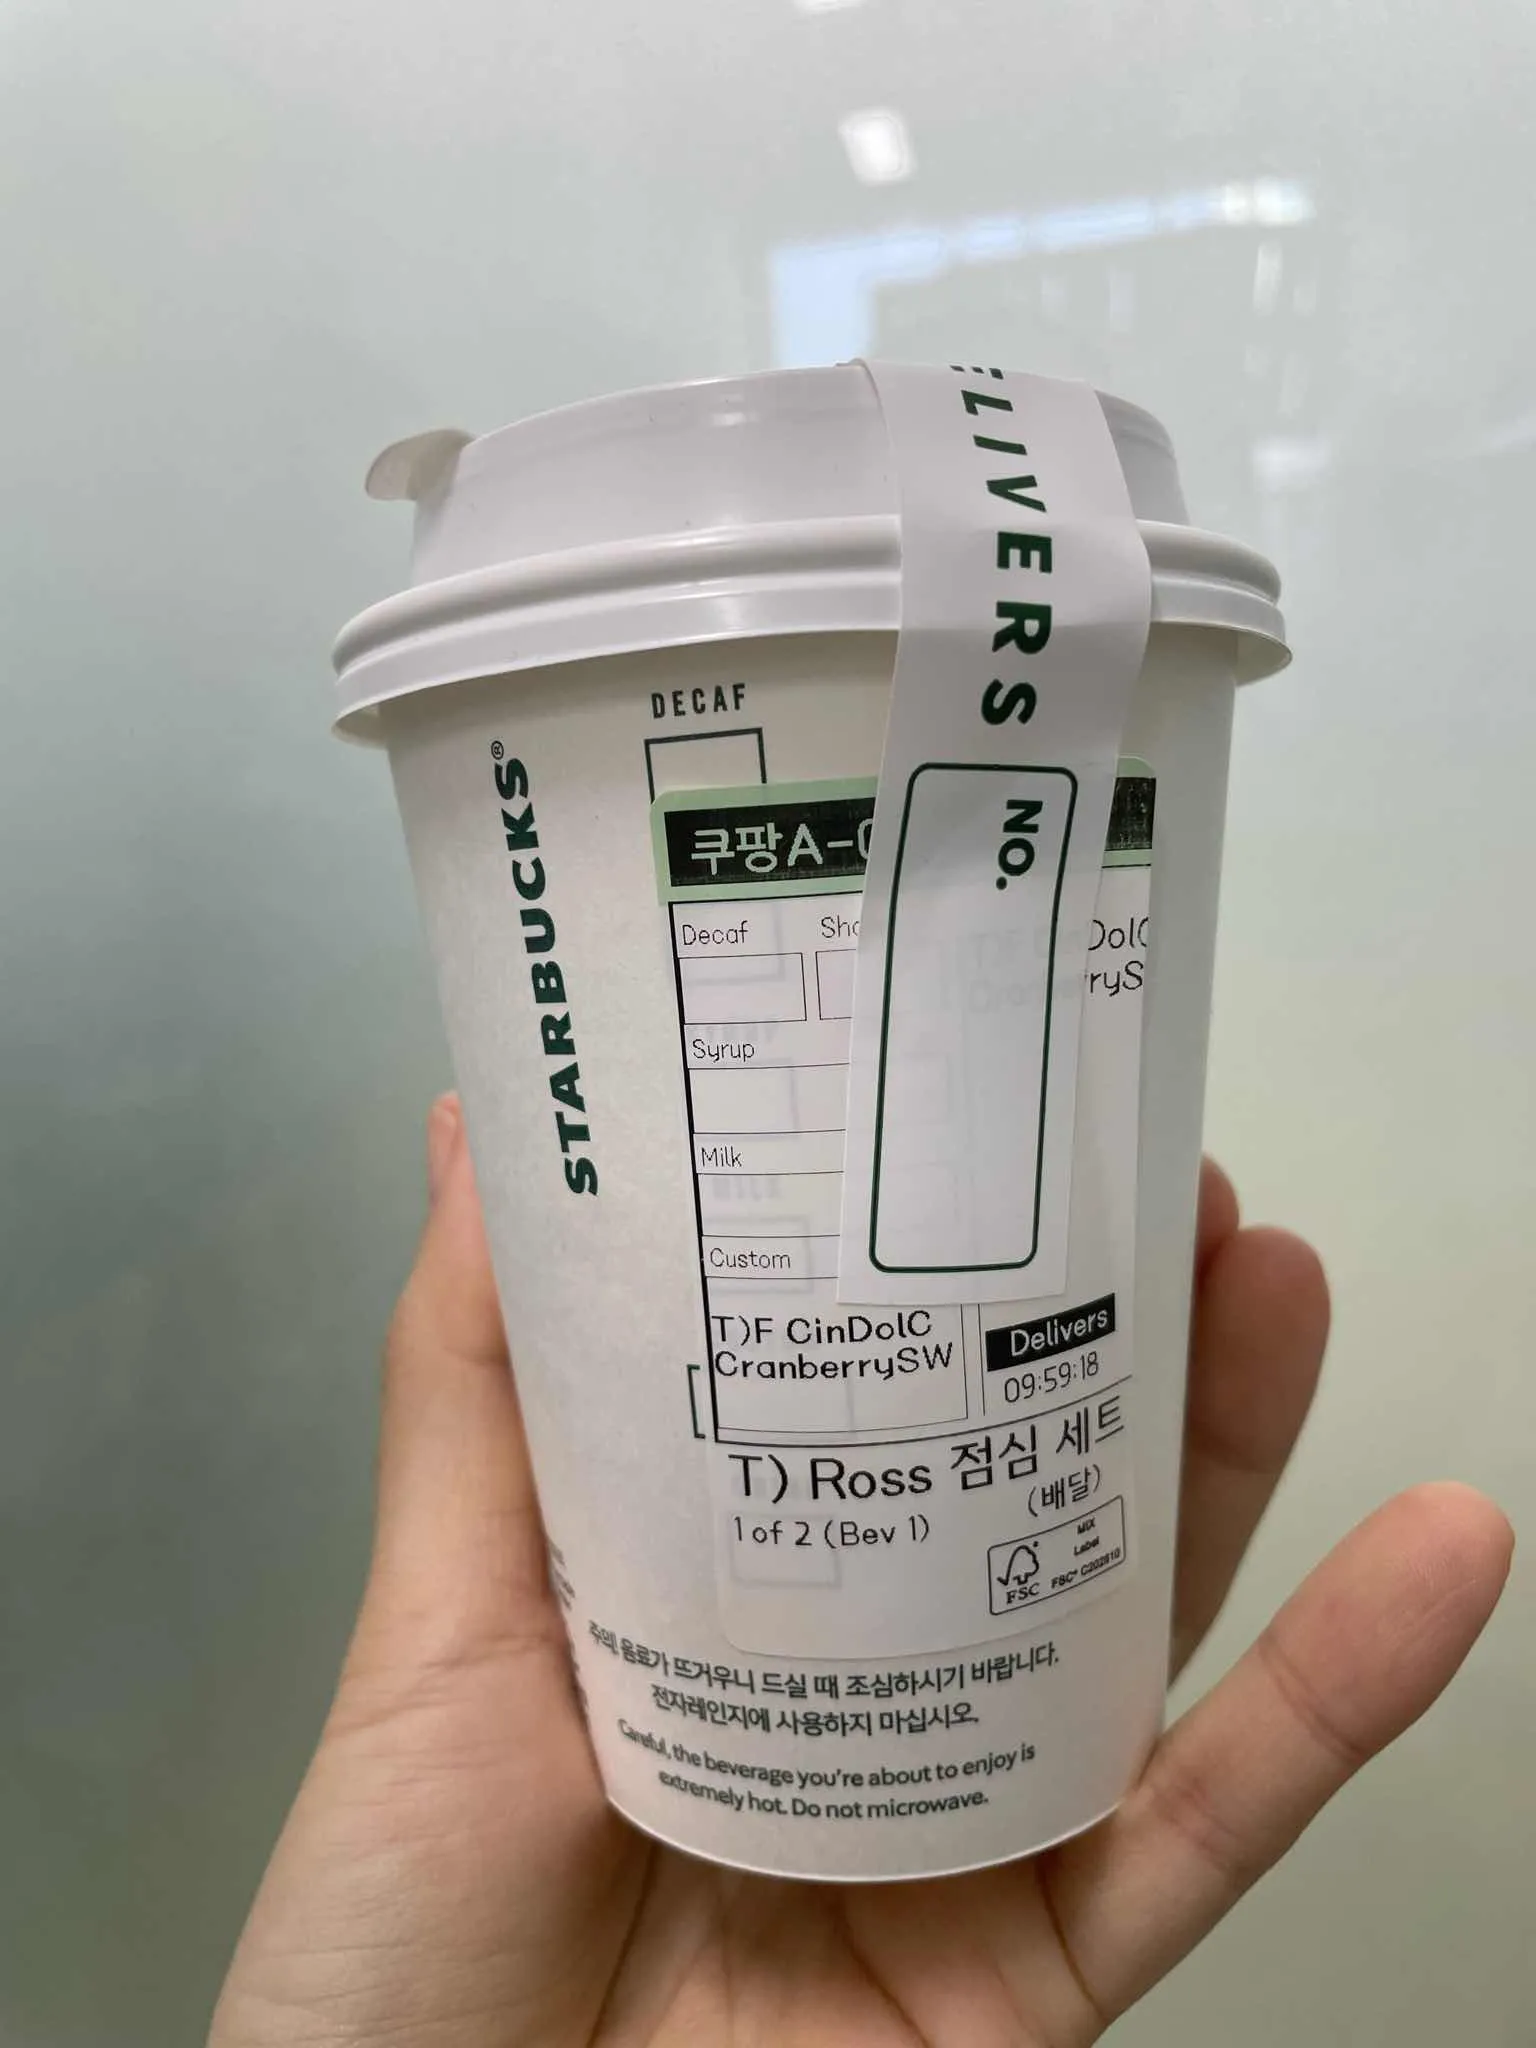 ELIVERS
NO.
DECAF
STARBUCKS®
쿠팡A-
Decaf
Syrup
Milk
Custom
T)F CinDolC
CranberrySW
Delivers
09:59:18
T) Ross 점심 세트
(배달)
1 of 2 (Bev 1)
FSC
MIX
Label
주의, 음료가 뜨거우니 드실 때 조심하시기 바랍니다.
전자레인지에 사용하지 마십시오.
Careful, the beverage you're about to enjoy is
extremely hot. Do not microwave.